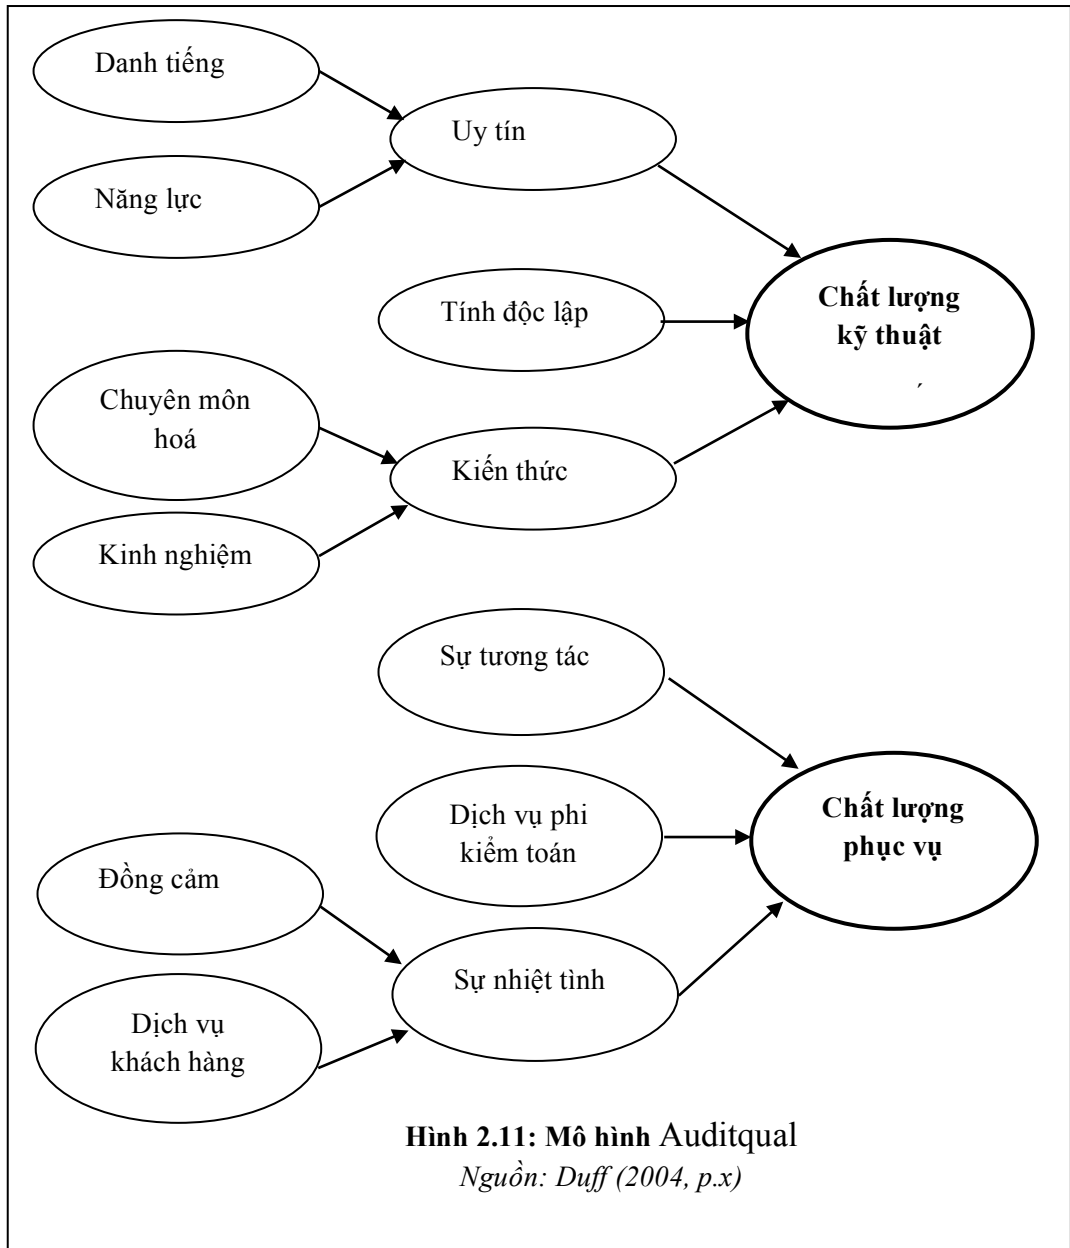 Danh tiếng
Uy tín
Năng lực
Tính độc lập
Chất lượng
kỹ thuật
Chuyên môn
hoá
Kiến thức
Kinh nghiệm
Sự tương tác
Dịch vụ phi
kiểm toán
Chất lượng
phục vụ
Đồng cảm
Sự nhiệt tình
Dịch vụ
khách hàng
Hình 2.11: Mô hình Auditqual
Nguồn: Duff (2004, p.x)